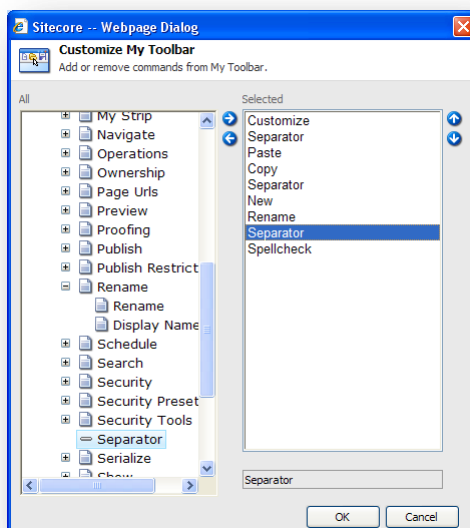 Sitecore -- Webpage Dialog
Customize My Toolbar
Add or remove commands from My Toolbar.
All
My Strip
Navigate
Operations
Ownership
Page Urls
Preview
Proofing
Publish
Publish Restrict
Rename
Rename
Display Name
Schedule
Search
Security
Security Preset
Security Tools
Separator
Serialize
Show
Selected
Customize
Separator
Paste
Copy
Separator
New
Rename
Separator
Spellcheck
Separator
OK
Cancel